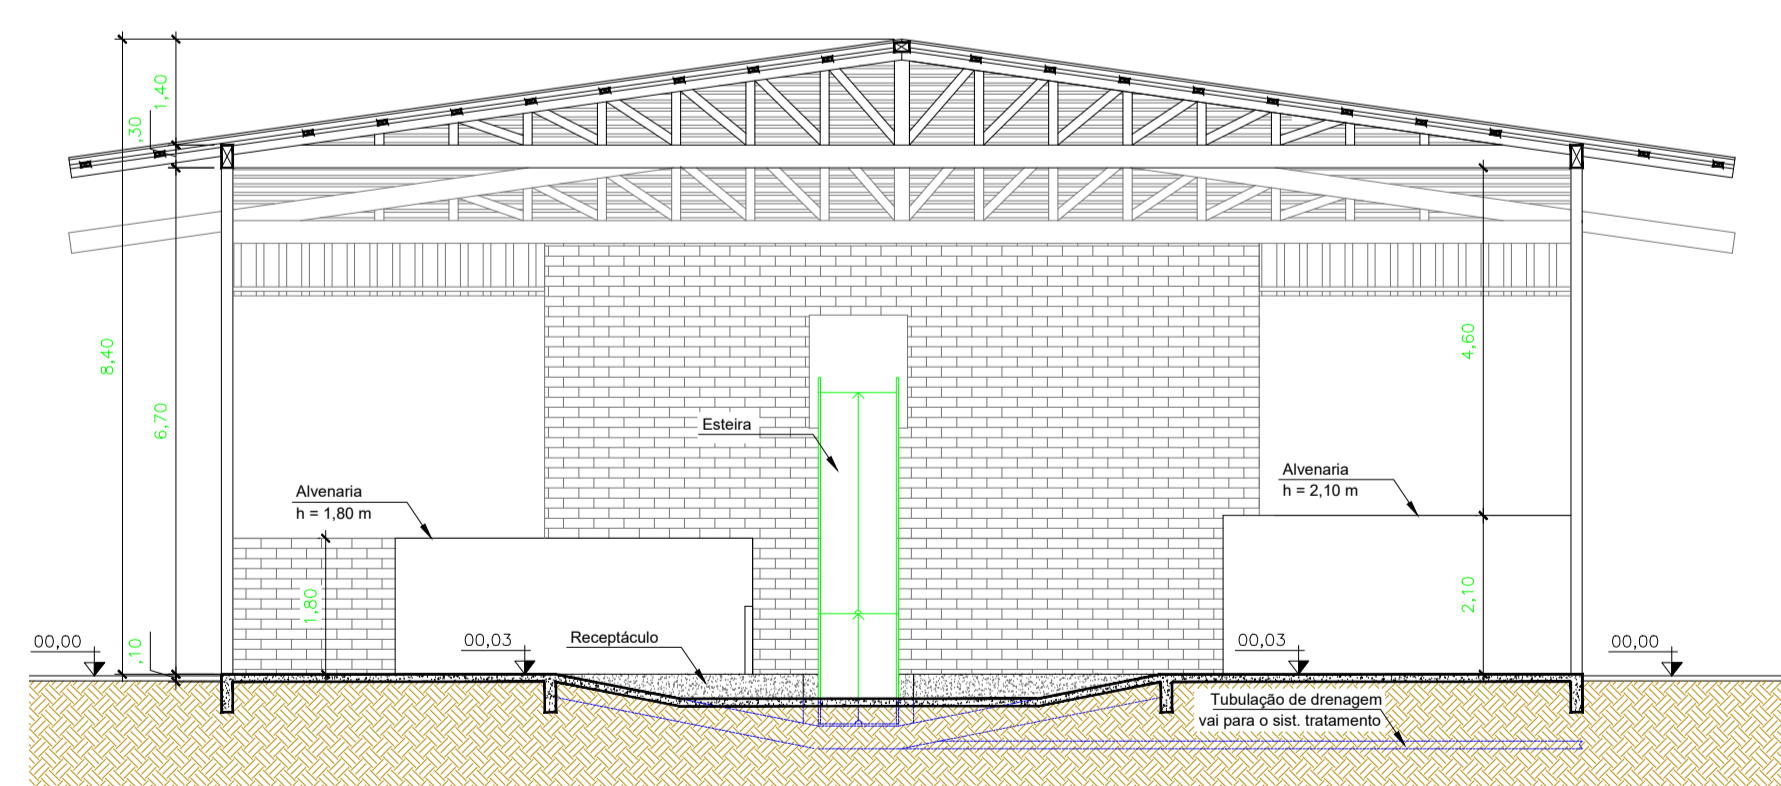 1,40
,30
8,40
6,70
4,60
Esteira
Alvenaria
h = 1,80 m
Alvenaria
h = 2,10 m
1,80
2,10
00,00
,10
00,03
Receptáculo
00,03
00,00
Tubulação de drenagem
vai para o sist. tratamento